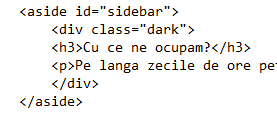 <aside id="sidebar">
<div class="dark">
<h3>Cu ce ne ocupam?</h3>
<p>Pe langa zecile de ore
</div>
</aside>